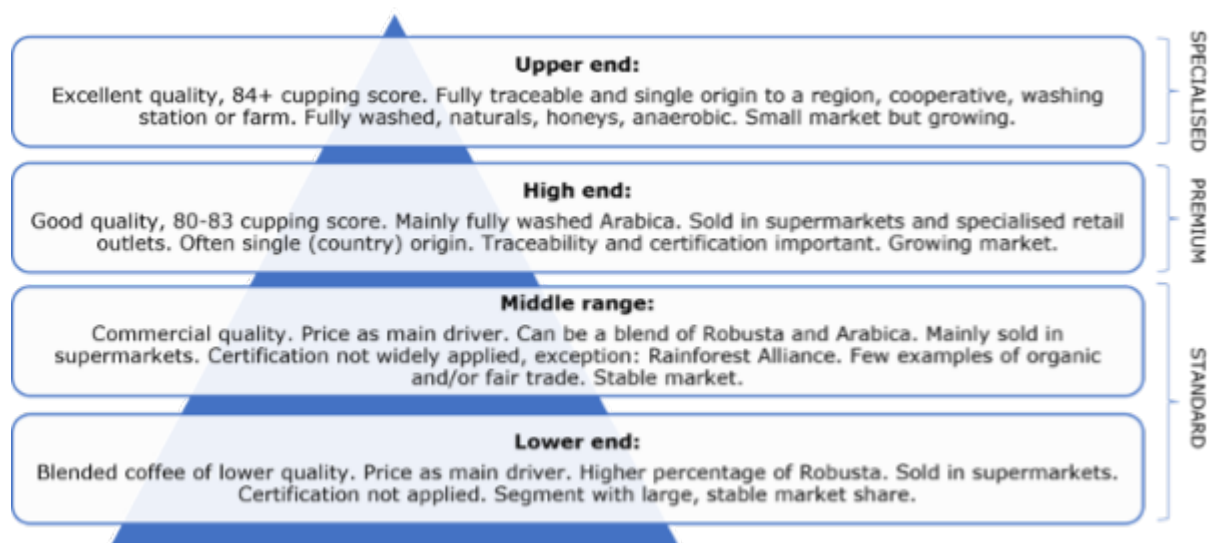 Upper end:
Excellent quality, 84+ cupping score. Fully traceable and single origin to a region, cooperative, washing
station or farm. Fully washed, naturals, honeys, anaerobic. Small market but growing.
SPECIALISED
High end:
Good quality, 80-83 cupping score. Mainly fully washed Arabica. Sold in supermarkets and specialised retail
outlets. Often single (country) origin. Traceability and certification important. Growing market.
PREMIUM
Middle range:
Commercial quality. Price as main driver. Can be a blend of Robusta and Arabica. Mainly sold in
supermarkets. Certification not widely applied, exception: Rainforest Alliance. Few examples of organic
and/or fair trade. Stable market.
Lower end:
Blended coffee of lower quality. Price as main driver. Higher percentage of Robusta. Sold in supermarkets.
Certification not applied. Segment with large, stable market share.
STANDARD